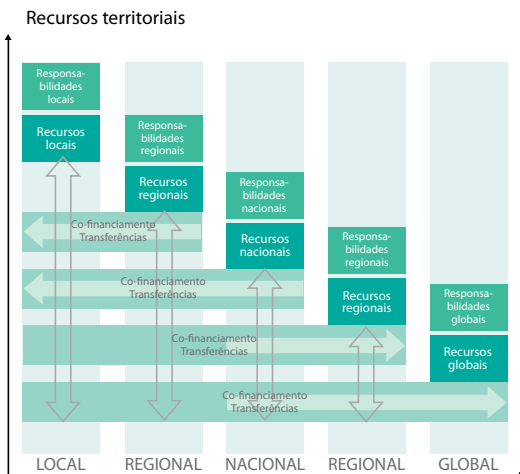 Recursos territoriais
Responsa-
bilidades
locais
Recursos
locais
Responsa-
bilidades
regionais
Recursos
regionais
Responsa-
bilidades
nacionais
Recursos
nacionais
Responsa-
bilidades
regionais
Recursos
regionais
Responsa-
bilidades
globais
Recursos
globais
Co-financiamento
Transferências
Co-financiamento
Transferências
Co-financiamento
Transferências
Co-financiamento
Transferências
LOCAL
REGIONAL
NACIONAL
REGIONAL
GLOBAL